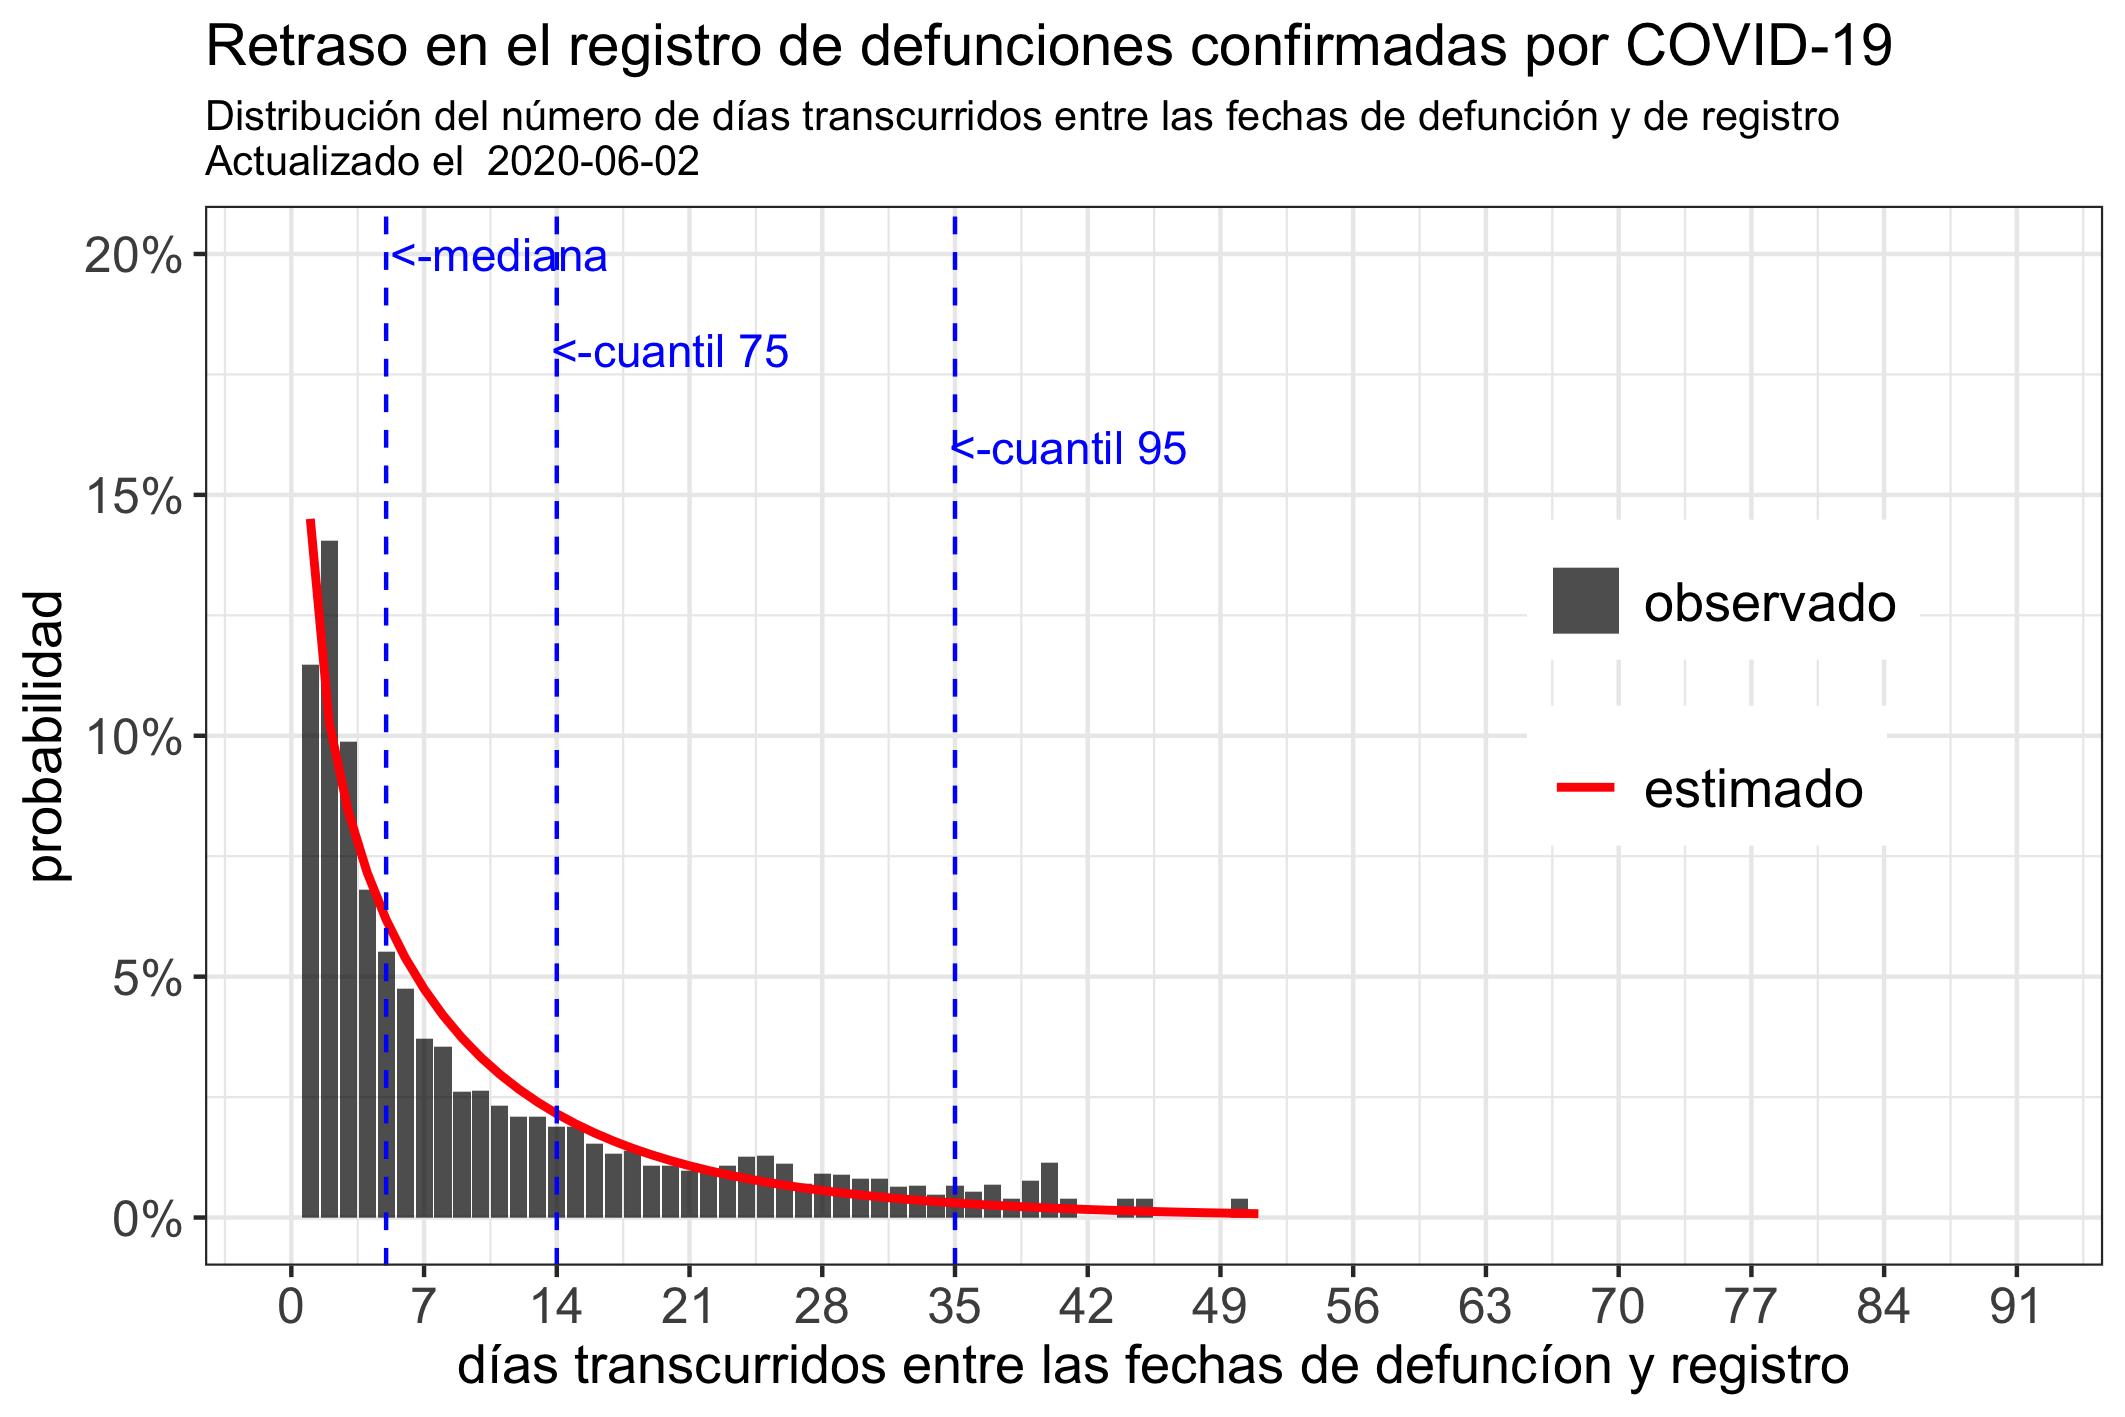 Retraso en el registro de defunciones confirmadas por COVID-19
Distribución del número de días transcurridos entre las fechas de defunción y de registro
Actualizado el  2020-06-02
20%
15%
10%
5%
0%
probabilidad
<-mediana
<-cuantil 75
<-cuantil 95
observado
estimado
0 7 14 21 28 35 42 49 56 63 70 77 84 91
días transcurridos entre las fechas de defuncíon y registro